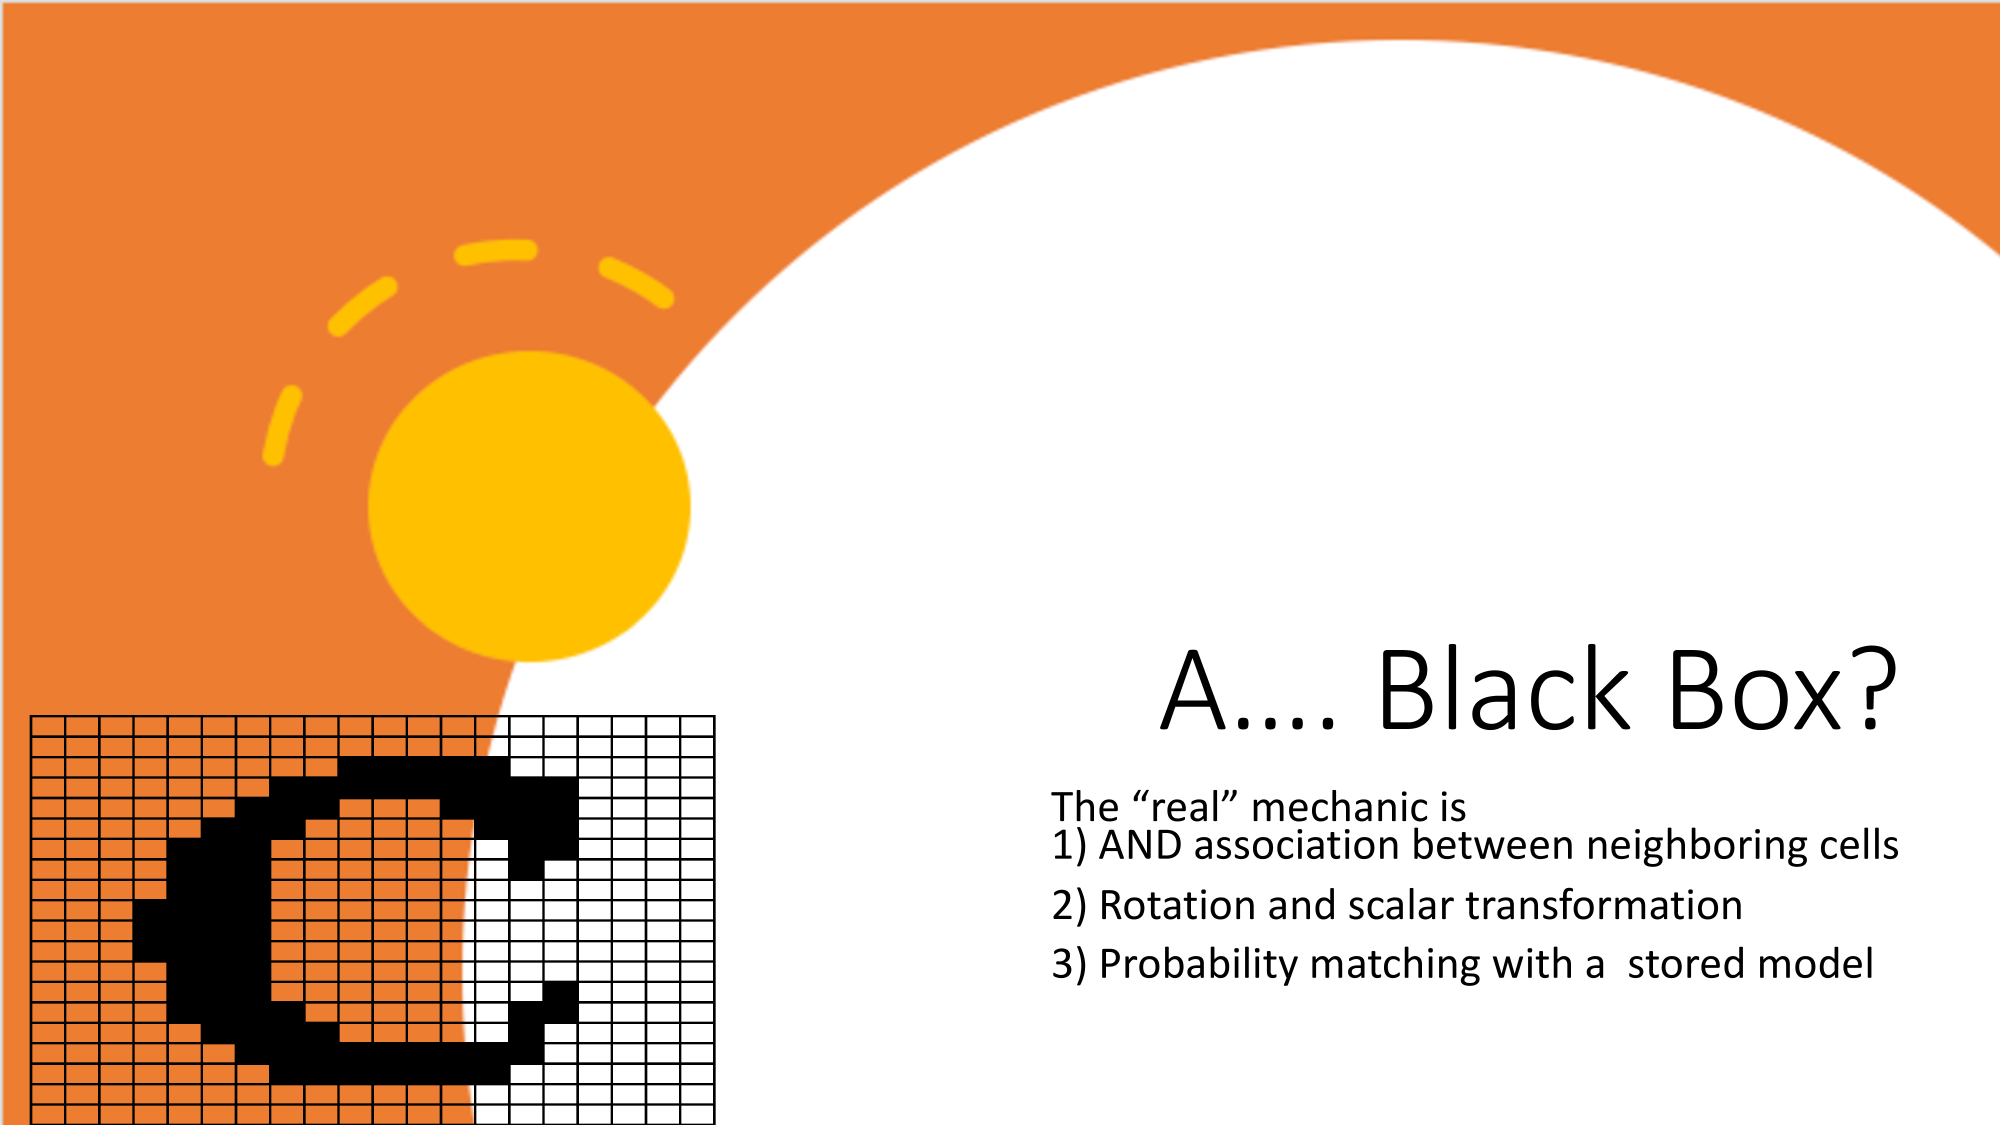 A.... Black Box?
The “real” mechanic is
1) AND association between neighboring cells
2) Rotation and scalar transformation
3) Probability matching with a  stored model